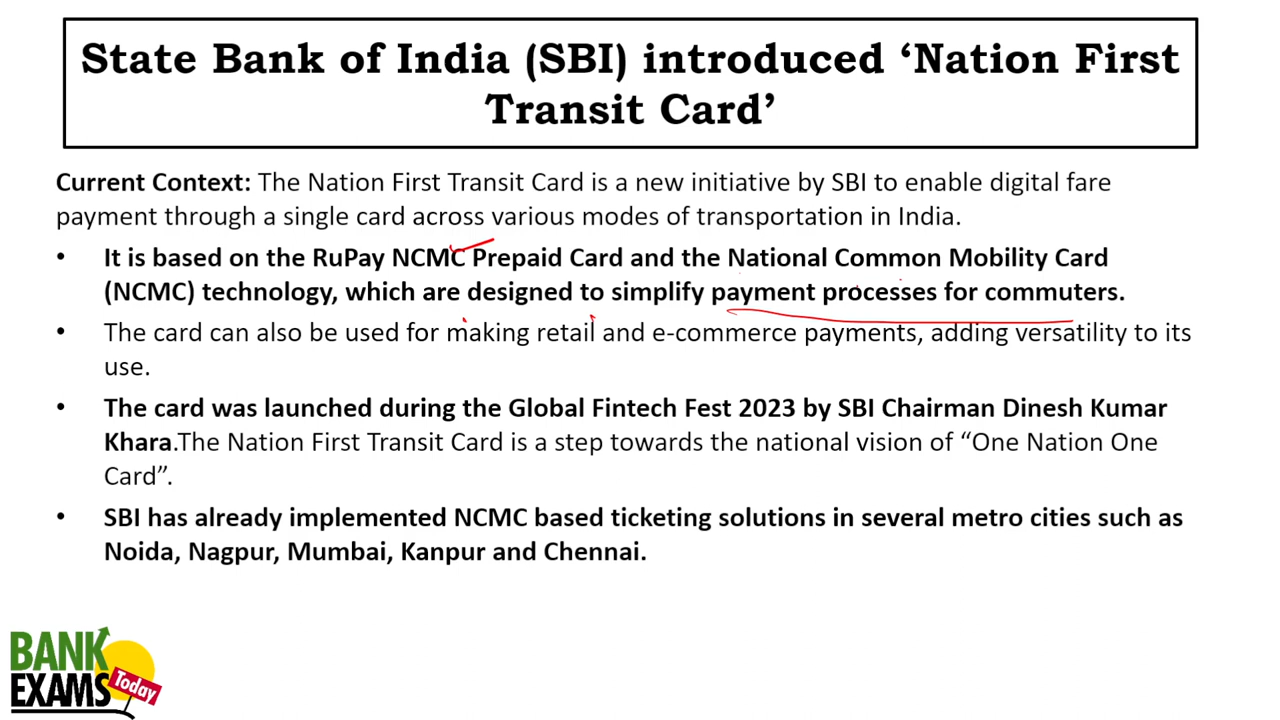 State Bank of India (SBI) introduced ‘Nation First
Transit Card’
Current Context: The Nation First Transit Card is a new initiative by SBI to enable digital fare
payment through a single card across various modes of transportation in India.
• It is based on the RuPay NCMC Prepaid Card and the National Common Mobility Card
(NCMC) technology, which are designed to simplify payment processes for commuters.
• The card can also be used for making retail and e-commerce payments, adding versatility to its
use.
• The card was launched during the Global Fintech Fest 2023 by SBI Chairman Dinesh Kumar
Khara.The Nation First Transit Card is a step towards the national vision of “One Nation One
Card”.
• SBI has already implemented NCMC based ticketing solutions in several metro cities such as
Noida, Nagpur, Mumbai, Kanpur and Chennai.
BANK
EXAMS
Today